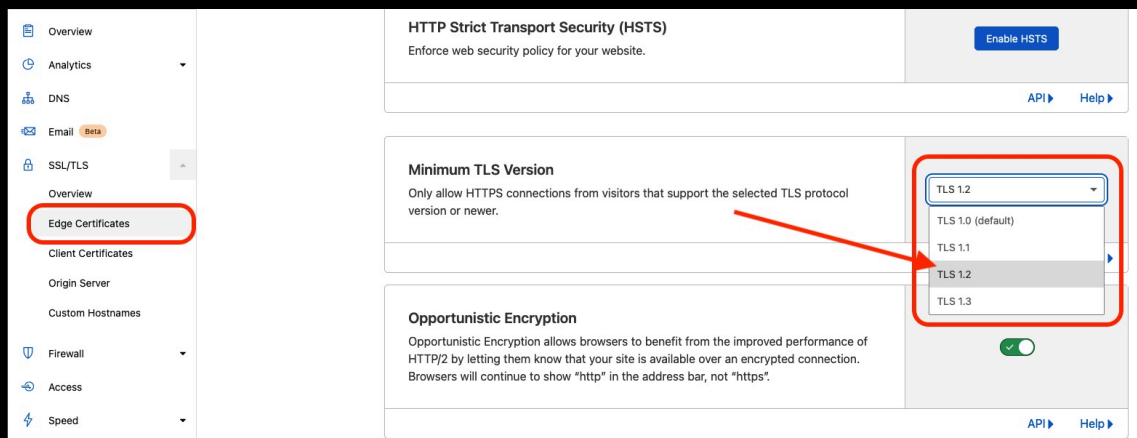 Overview
Analytics
DNS
Email Beta
SSL/TLS
Overview
Edge Certificates
Client Certificates
Origin Server
Custom Hostnames
Firewall
Access
Speed
HTTP Strict Transport Security (HSTS)
Enforce web security policy for your website.
Enable HSTS
API Help
Minimum TLS Version
Only allow HTTPS connections from visitors that support the selected TLS protocol
version or newer.
TLS 1.2
TLS 1.0 (default)
TLS 1.1
TLS 1.2
TLS 1.3
Opportunistic Encryption
Opportunistic Encryption allows browsers to benefit from the improved performance of
HTTP/2 by letting them know that your site is available over an encrypted connection.
Browsers will continue to show "http" in the address bar, not "https".
API Help